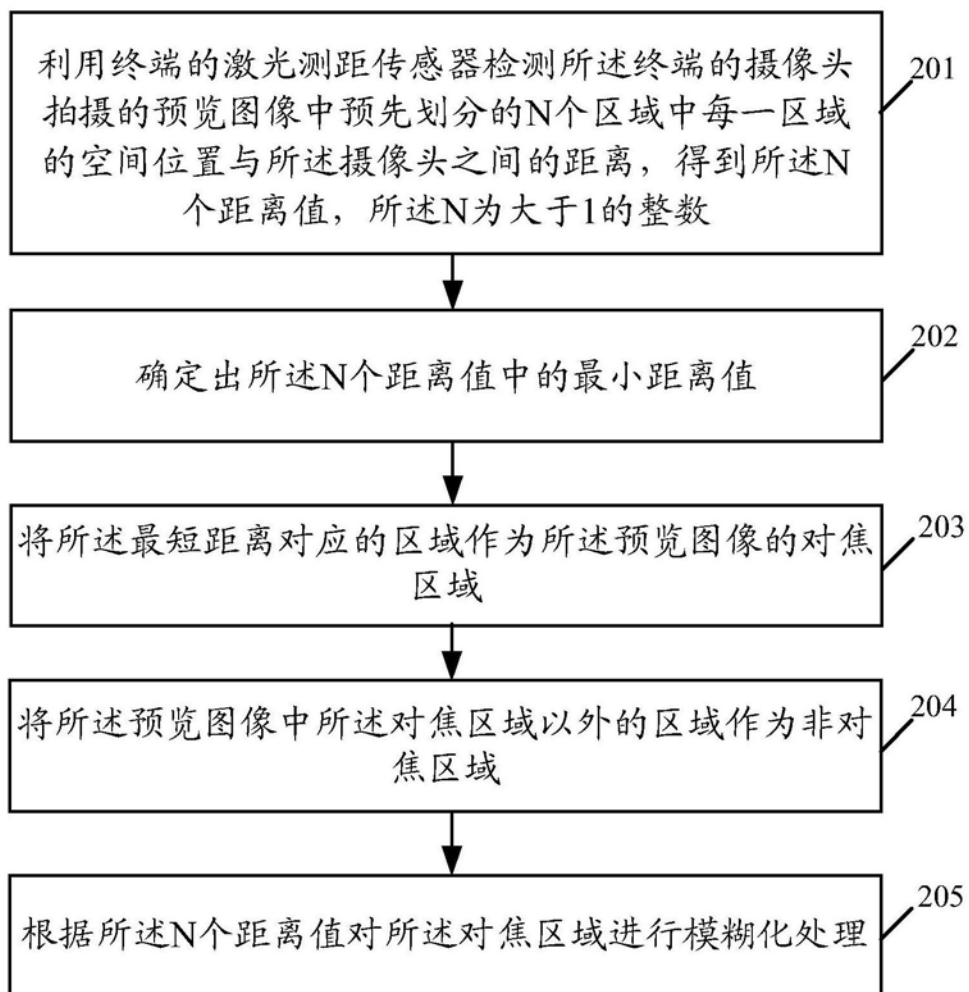 利用终端的激光测距传感器检测所述终端的摄像头
拍摄的预览图像中预先划分的N个区域中每一区域
的空间位置与所述摄像头之间的距离，得到所述N
个距离值，所述N为大于1的整数
201
确定出所述N个距离值中的最小距离值
202
将所述最短距离对应的区域作为所述预览图像的对焦
区域
203
将所述预览图像中所述对焦区域以外的区域作为非对
焦区域
204
根据所述N个距离值对所述对焦区域进行模糊化处理
205